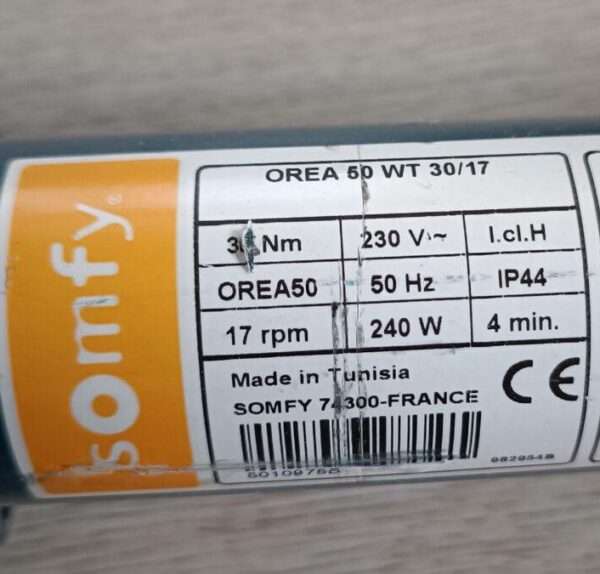 somfy®
OREA 50 WT 30/17
Nm 230 V~ I.cl.H
OREA50 50 Hz IP44
17 rpm 240 W 4 min.
Made in Tunisia
SOMFY 74300-FRANCE
CE